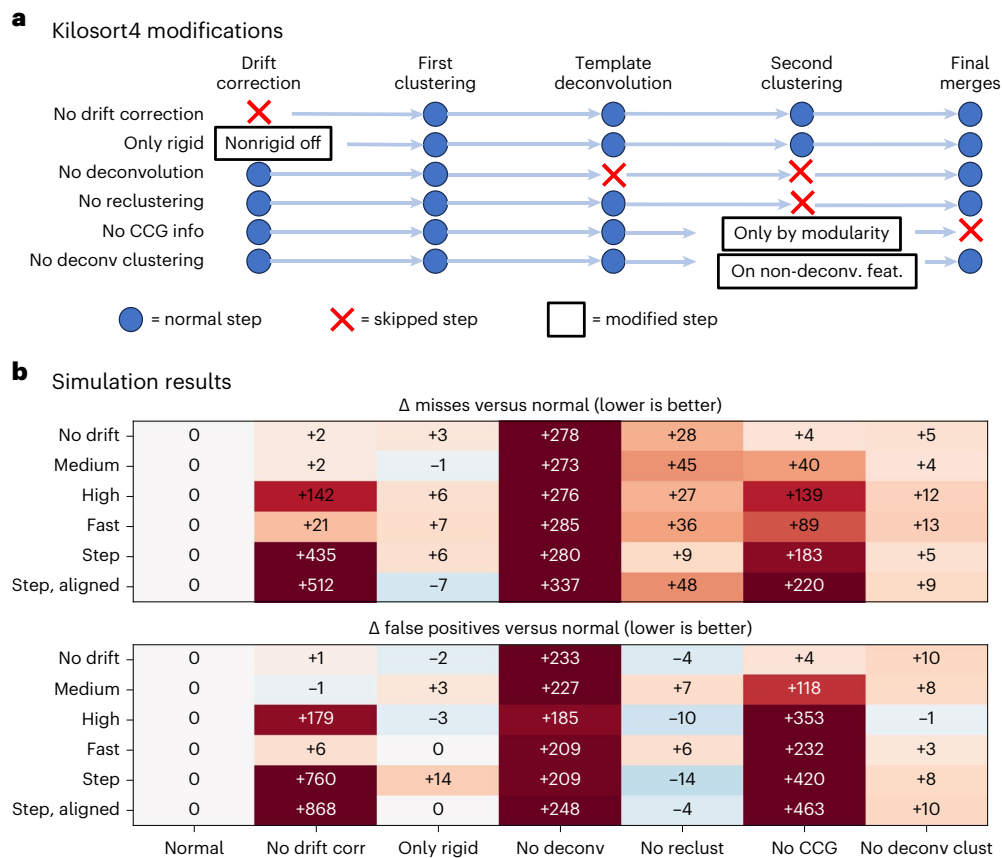 a
Kilosort4 modifications
Drift correction
First clustering
Template deconvolution
Second clustering
Final merges
No drift correction
Only rigid
Nonrigid off
No deconvolution
No reclustering
No CCG info
Only by modularity
No deconv clustering
On non-deconv. feat.
= normal step
= skipped step
= modified step
b
Simulation results
Δ misses versus normal (lower is better)
No drift 0 +2 +3 +278 +28 +4 +5
Medium 0 +2 −1 +273 +45 +40 +4
High 0 +142 +6 +276 +27 +139 +12
Fast 0 +21 +7 +285 +36 +89 +13
Step 0 +435 +6 +280 +9 +183 +5
Step, aligned 0 +512 −7 +337 +48 +220 +9
Δ false positives versus normal (lower is better)
No drift 0 +1 −2 +233 −4 +4 +10
Medium 0 −1 +3 +227 +7 +118 +8
High 0 +179 −3 +185 −10 +353 −1
Fast 0 +6 0 +209 +6 +232 +3
Step 0 +760 +14 +209 −14 +420 +8
Step, aligned 0 +868 0 +248 −4 +463 +10
Normal No drift corr Only rigid No deconv No reclust No CCG No deconv clust